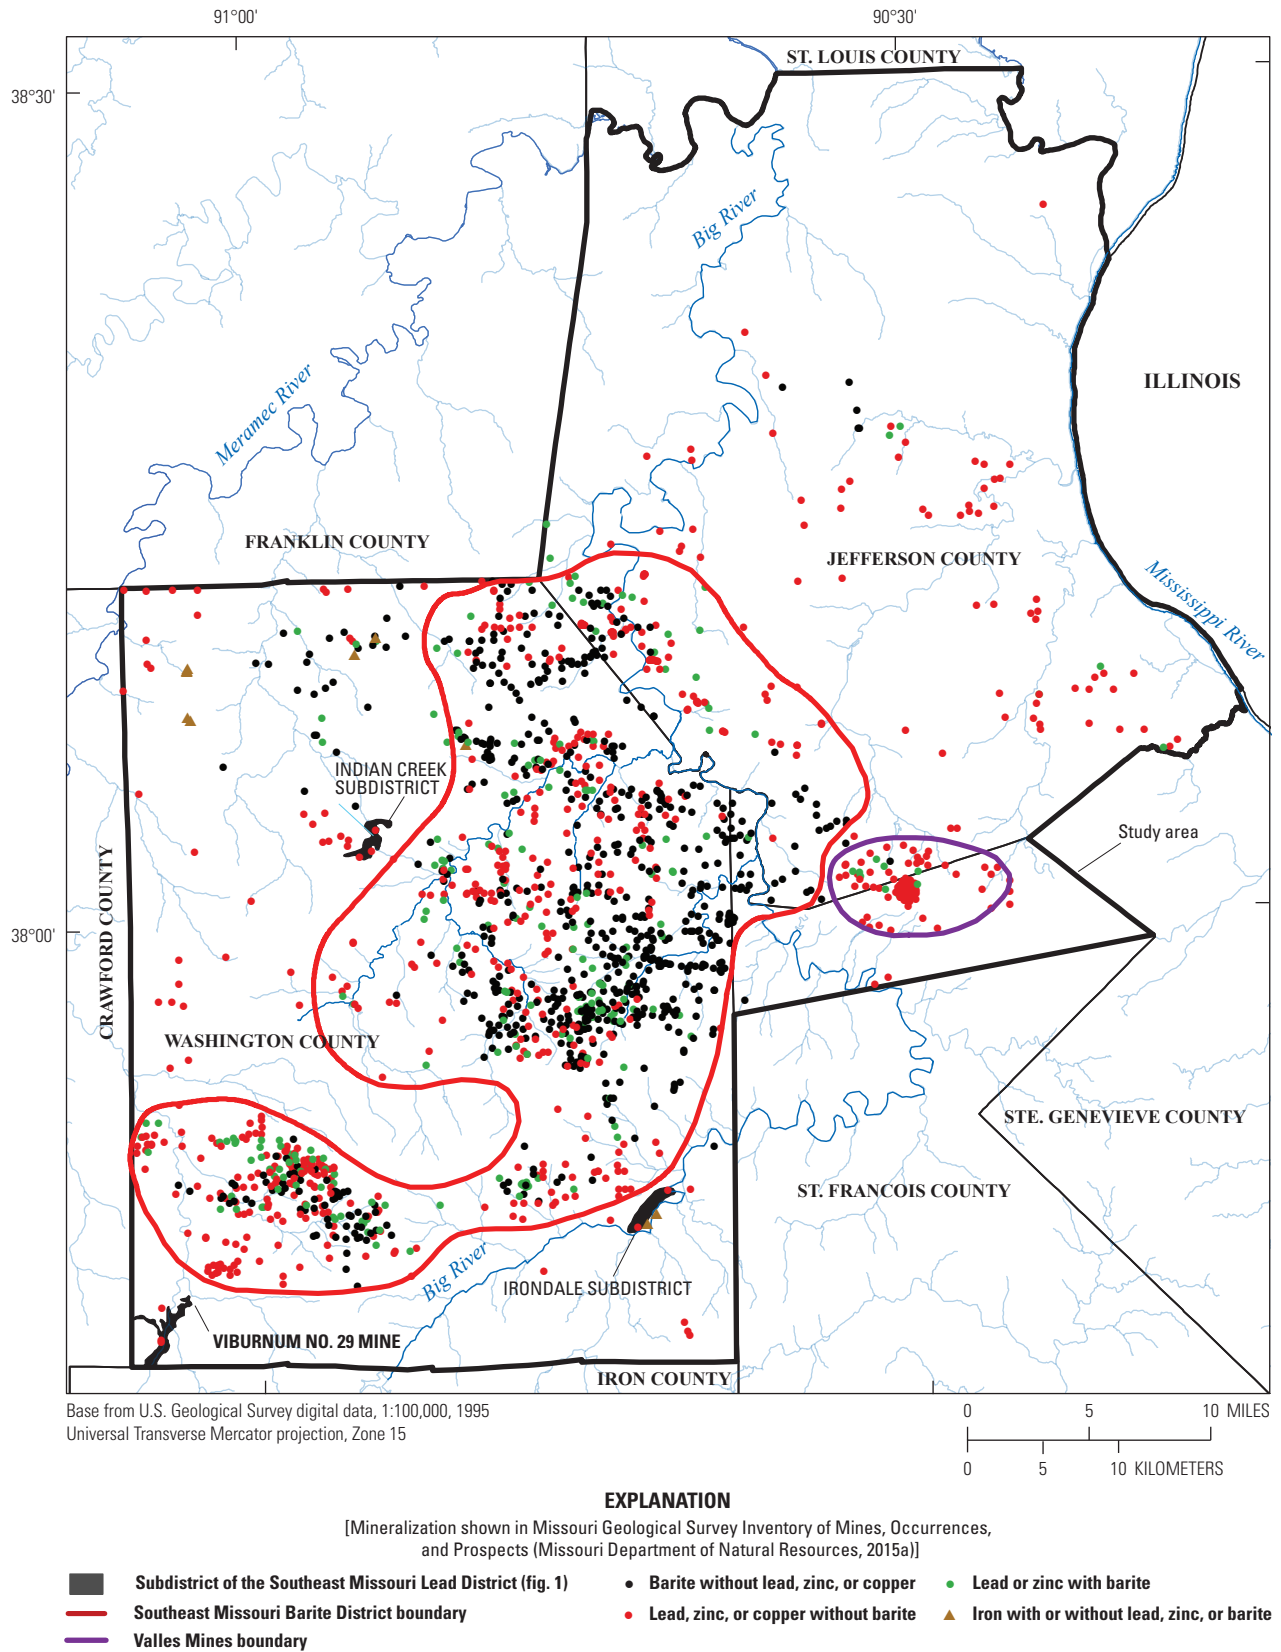 91°00'
90°30'
ST. LOUIS COUNTY
38°30'
Big River
ILLINOIS
Meramec River
FRANKLIN COUNTY
JEFFERSON COUNTY
Mississippi River
INDIAN CREEK
SUBDISTRICT
Study area
CRAWFORD COUNTY
38°00'
WASHINGTON COUNTY
STE. GENEVIEVE COUNTY
ST. FRANCOIS COUNTY
Big River
IRONDALE SUBDISTRICT
VIBURNUM NO. 29 MINE
IRON COUNTY
Base from U.S. Geological Survey digital data, 1:100,000, 1995
Universal Transverse Mercator projection, Zone 15
0 5 10 MILES
0 5 10 KILOMETERS
EXPLANATION
[Mineralization shown in Missouri Geological Survey Inventory of Mines, Occurrences,
and Prospects (Missouri Department of Natural Resources, 2015a)]
Subdistrict of the Southeast Missouri Lead District (fig. 1)
Southeast Missouri Barite District boundary
Valles Mines boundary
Barite without lead, zinc, or copper
Lead, zinc, or copper without barite
Lead or zinc with barite
Iron with or without lead, zinc, or barite